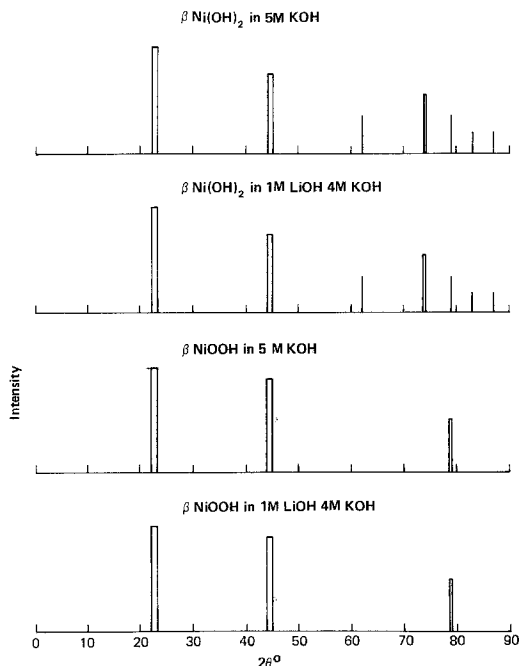 β Ni(OH)2 in 5M KOH
β Ni(OH)2 in 1M LiOH 4M KOH
β NiOOH in 5 M KOH
Intensity
β NiOOH in 1M LiOH 4M KOH
0 10 20 30 40 50 60 70 80 90
2θ°